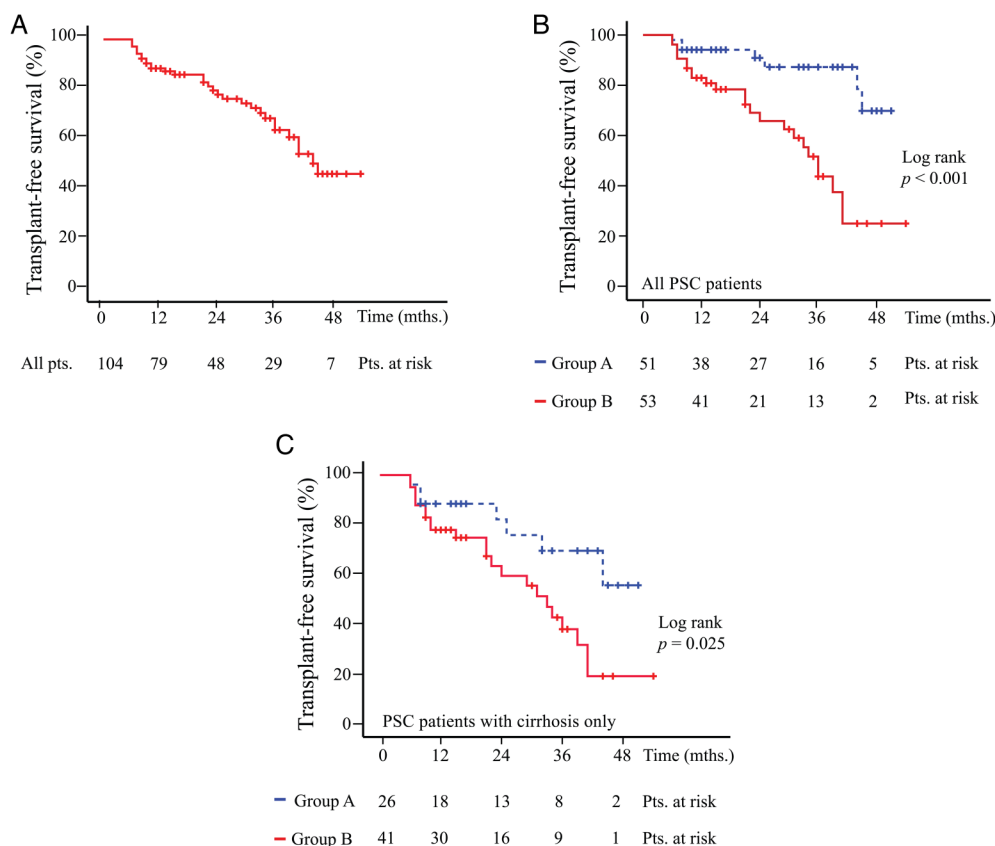 A
Transplant-free survival (%)
100
80
60
40
20
0
0 12 24 36 48 Time (mths.)
All pts. 104 79 48 29 7 Pts. at risk
B
Transplant-free survival (%)
100
80
60
40
20
0
Log rank
p < 0.001
All PSC patients
0 12 24 36 48 Time (mths.)
Group A 51 38 27 16 5 Pts. at risk
Group B 53 41 21 13 2 Pts. at risk
C
Transplant-free survival (%)
100
80
60
40
20
0
Log rank
p = 0.025
PSC patients with cirrhosis only
0 12 24 36 48 Time (mths.)
Group A 26 18 13 8 2 Pts. at risk
Group B 41 30 16 9 1 Pts. at risk